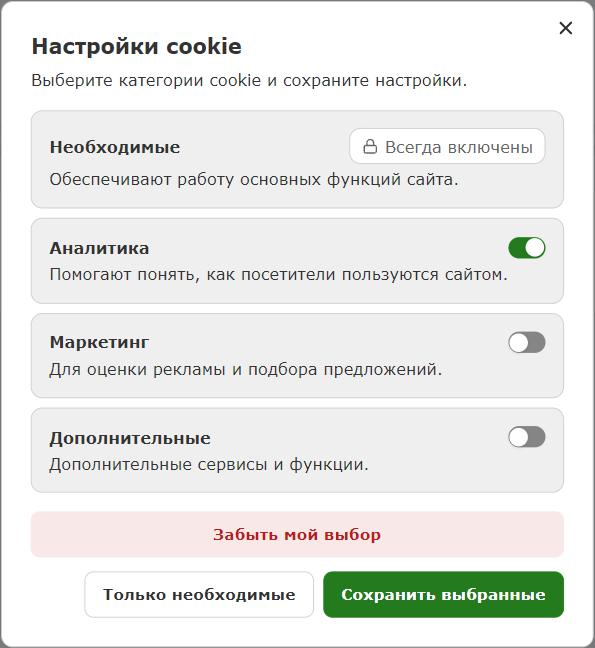 Настройки cookie
Выберите категории cookie и сохраните настройки.
Необходимые
Всегда включены
Обеспечивают работу основных функций сайта.
Аналитика
Помогают понять, как посетители пользуются сайтом.
Маркетинг
Для оценки рекламы и подбора предложений.
Дополнительные
Дополнительные сервисы и функции.
Забыть мой выбор
Только необходимые
Сохранить выбранные